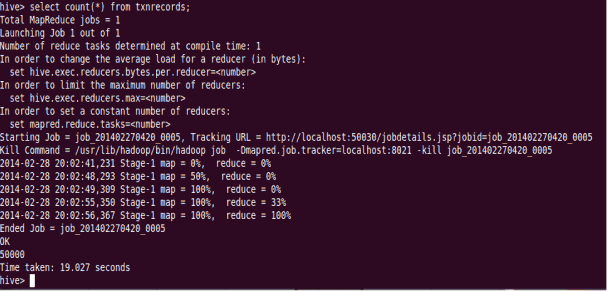 hive> select count(*) from txnrecords;
Total MapReduce jobs = 1
Launching Job 1 out of 1
Number of reduce tasks determined at compile time: 1
In order to change the average load for a reducer (in bytes):
  set hive.exec.reducers.bytes.per.reducer=<number>
In order to limit the maximum number of reducers:
  set hive.exec.reducers.max=<number>
In order to set a constant number of reducers:
  set mapred.reduce.tasks=<number>
Starting Job = job_201402270420_0005, Tracking URL = http://localhost:50030/jobdetails.jsp?jobid=job_201402270420_0005
Kill Command = /usr/lib/hadoop/bin/hadoop job  -Dmapred.job.tracker=localhost:8021 -kill job_201402270420_0005
2014-02-28 20:02:41,231 Stage-1 map = 0%,  reduce = 0%
2014-02-28 20:02:48,293 Stage-1 map = 50%,  reduce = 0%
2014-02-28 20:02:49,309 Stage-1 map = 100%,  reduce = 0%
2014-02-28 20:02:55,350 Stage-1 map = 100%,  reduce = 33%
2014-02-28 20:02:56,367 Stage-1 map = 100%,  reduce = 100%
Ended Job = job_201402270420_0005
OK
50000
Time taken: 19.027 seconds
hive>